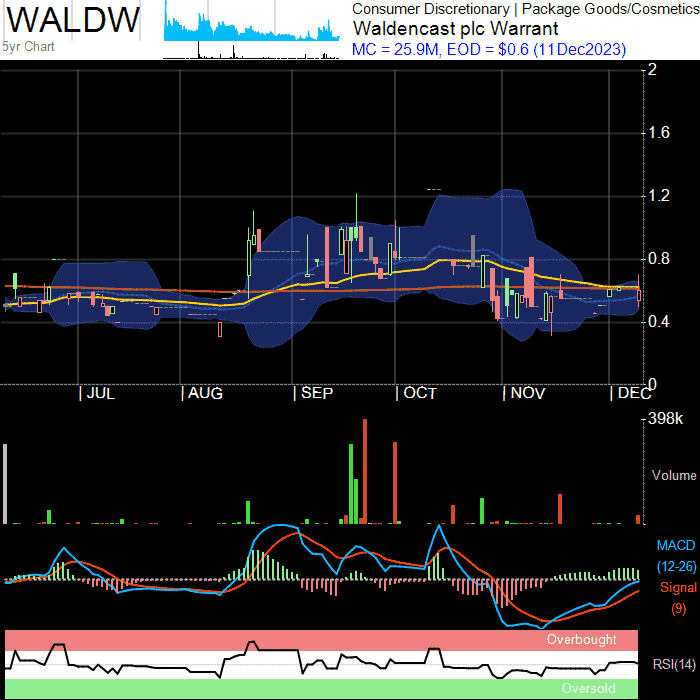 WALDW
5yr Chart
Consumer Discretionary | Package Goods/Cosmetics
Waldencast plc Warrant
MC = 25.9M, EOD = $0.6 (11Dec2023)
2
1.6
1.2
0.8
0.4
0
| JUL | AUG | SEP | OCT | NOV | DEC
398k
Volume
MACD
(12-26)
Signal
(9)
Overbought
RSI(14)
Oversold